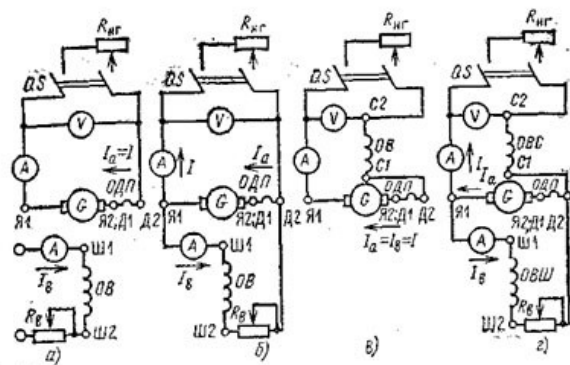 Rнг Rнг Rнг Rнг
QS QS QS QS
C2 C2
V V V V
ОВ ОВС
Ia=I Ia C1 I C1
A A I A A Ia
ОДП ОДП ОДП
G G G G
Я1 Я2;Д1 Д2 Я1 Я2;Д1 Д2 Я1 Я2;Д1 Д2 Я1 Я2;Д1 Д2
Ia=Iв=I
A Ш1 A Ш1 A Ш1
Iв Iв Iв
ОВ ОВ ОВШ
Rв Rв Rв
Ш2 Ш2 Ш2
а) б) в) г)